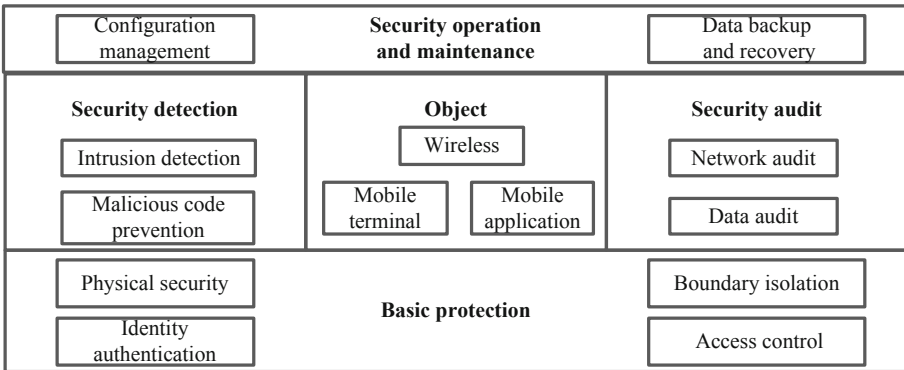 Configuration
management
Security operation
and maintenance
Data backup
and recovery
Security detection
Intrusion detection
Malicious code
prevention
Object
Wireless
Mobile
terminal
Mobile
application
Security audit
Network audit
Data audit
Physical security
Identity
authentication
Basic protection
Boundary isolation
Access control